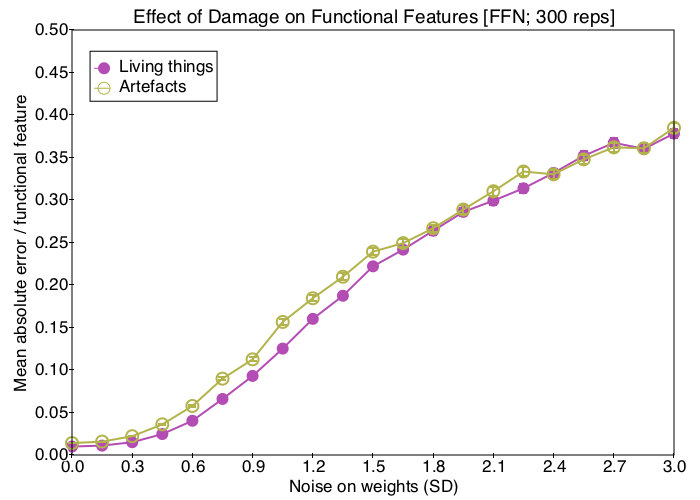 Effect of Damage on Functional Features [FFN; 300 reps]
0.50
0.45
0.40
0.35
0.30
0.25
0.20
0.15
0.10
0.05
0.00
Mean absolute error / functional feature
Living things
Artefacts
0.0 0.3 0.6 0.9 1.2 1.5 1.8 2.1 2.4 2.7 3.0
Noise on weights (SD)